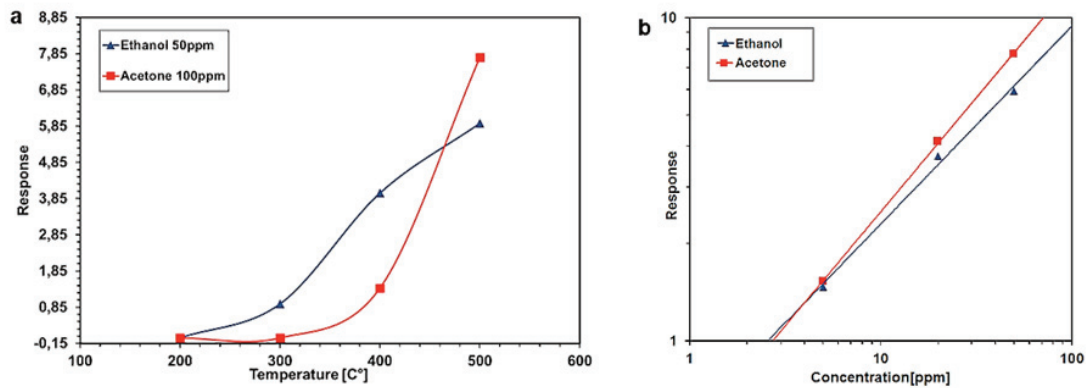 a
8,85
7,85
6,85
5,85
4,85
3,85
2,85
1,85
0,85
-0,15
Response
Ethanol 50ppm
Acetone 100ppm
100 200 300 400 500 600
Temperature [C°]
b
10
1
Response
Ethanol
Acetone
1 10 100
Concentration[ppm]